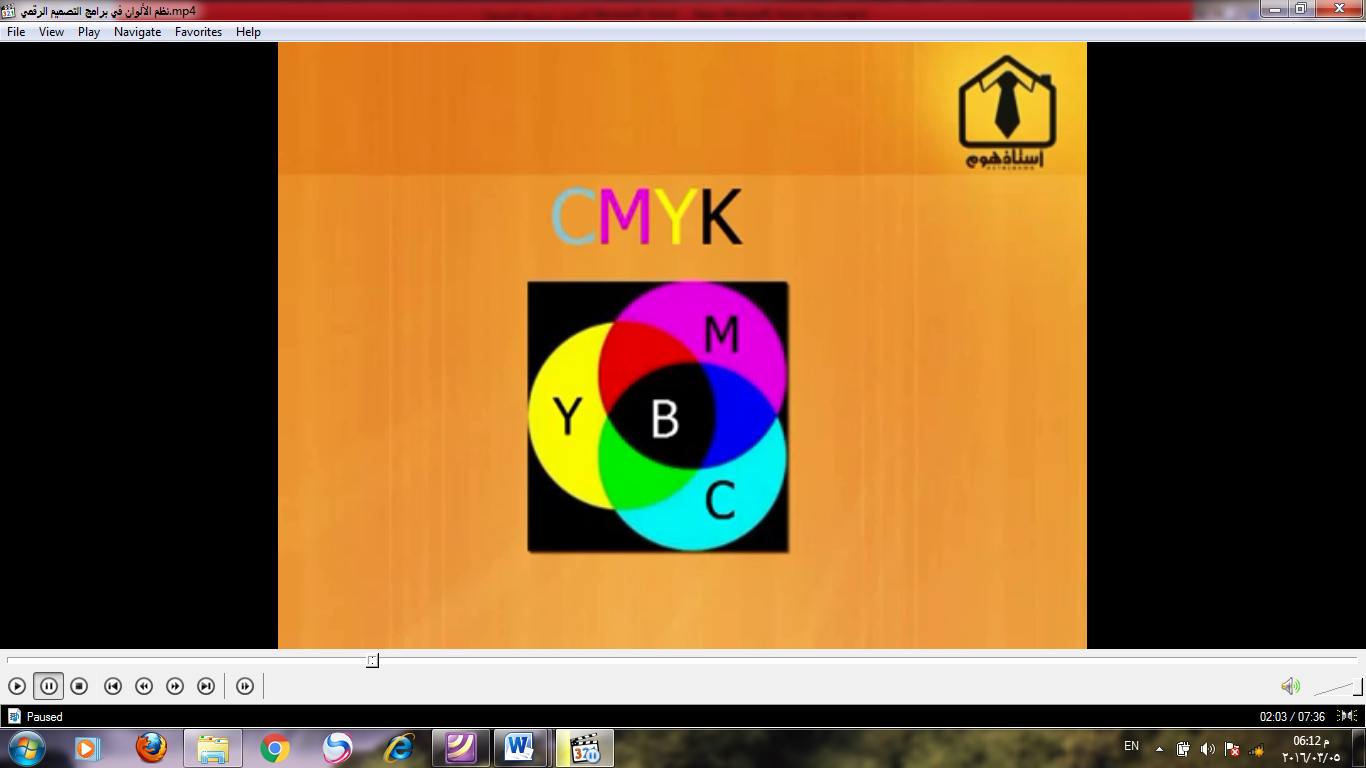 نظم الألوان في برامج التصميم الرقمي.mp4
File View Play Navigate Favorites Help
أستاذهوم
CMYK
M
Y B
C
Paused
02:03 / 07:36
EN
06:12 م
٢٠١٦/٠٣/٠٥